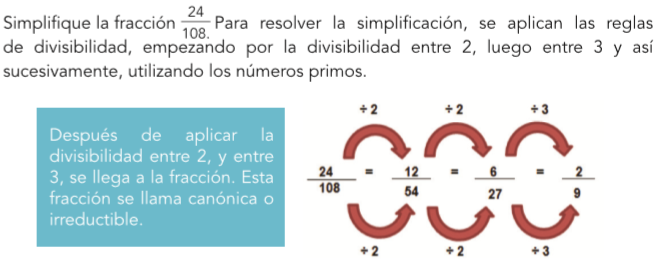 Simplifique la fracción 24/108. Para resolver la simplificación, se aplican las reglas
de divisibilidad, empezando por la divisibilidad entre 2, luego entre 3 y así
sucesivamente, utilizando los números primos.
Después de aplicar la
divisibilidad entre 2, y entre
3, se llega a la fracción. Esta
fracción se llama canónica o
irreductible.
÷ 2 ÷ 2 ÷ 3
24/108 = 12/54 = 6/27 = 2/9
÷ 2 ÷ 2 ÷ 3